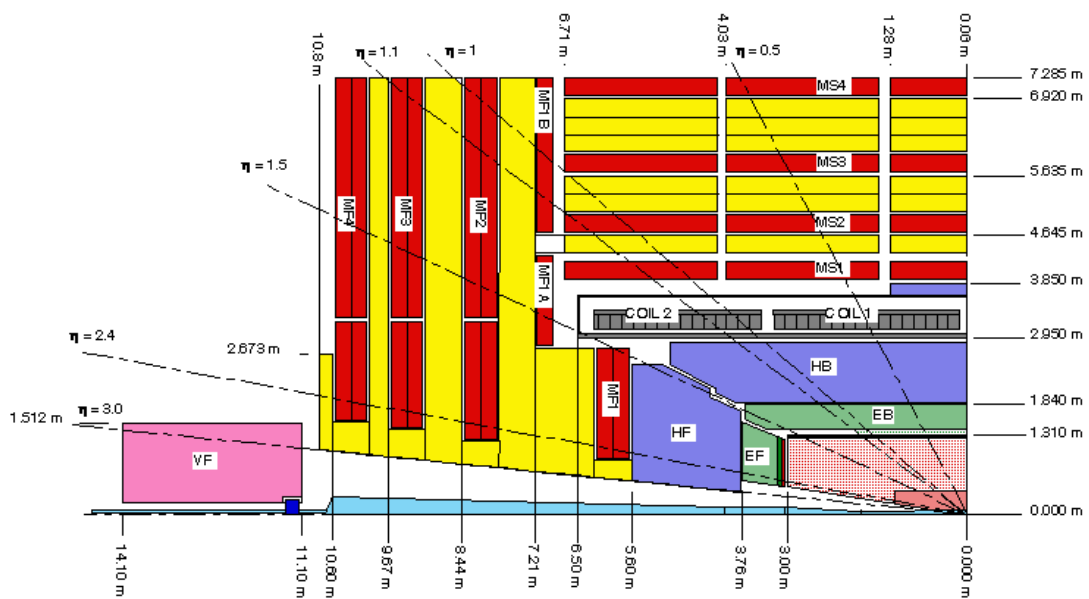 10.8 m
η = 1.1
η = 1
6.71 m
4.03 m
η = 0.5
1.28 m
0.06 m
7.285 m
6.920 m
5.635 m
4.645 m
3.850 m
2.950 m
1.840 m
1.310 m
0.000 m
η = 1.5
η = 2.4
2.673 m
η = 3.0
1.512 m
MF4
MF3
MF2
MF1 B
MF1 A
MF1
MS4
MS3
MS2
MS1
COIL 2
COIL 1
HB
EB
HF
EF
VF
14.10 m
11.10 m
10.60 m
9.67 m
8.44 m
7.21 m
6.50 m
5.60 m
3.76 m
3.00 m
0.000 m